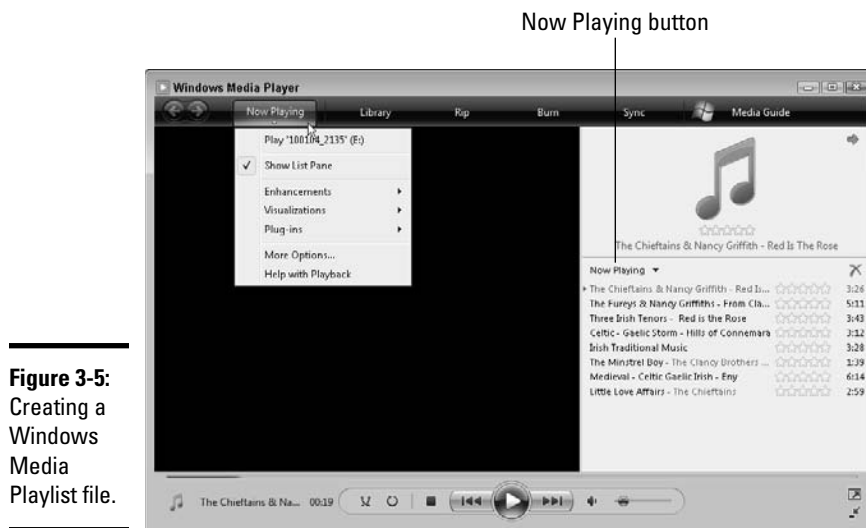 Now Playing button
Windows Media Player
Now Playing
Library
Rip
Burn
Sync
Media Guide
Play '100104_2135' (E:)
Show List Pane
Enhancements
Visualizations
Plug-ins
More Options...
Help with Playback
The Chieftains & Nancy Griffith - Red Is The Rose
Now Playing
The Chieftains & Nancy Griffith - Red Is... 3:26
The Fureys & Nancy Griffiths - From Cla... 5:11
Three Irish Tenors - Red is the Rose 3:43
Celtic - Gaelic Storm - Hills of Connemara 3:12
Irish Traditional Music 3:28
The Minstrel Boy - The Clancy Brothers ... 1:39
Medieval - Celtic Gaelic Irish - Eny 6:14
Little Love Affairs - The Chieftains 2:59
Figure 3-5:
Creating a
Windows
Media
Playlist file.
The Chieftains & Na... 00:19